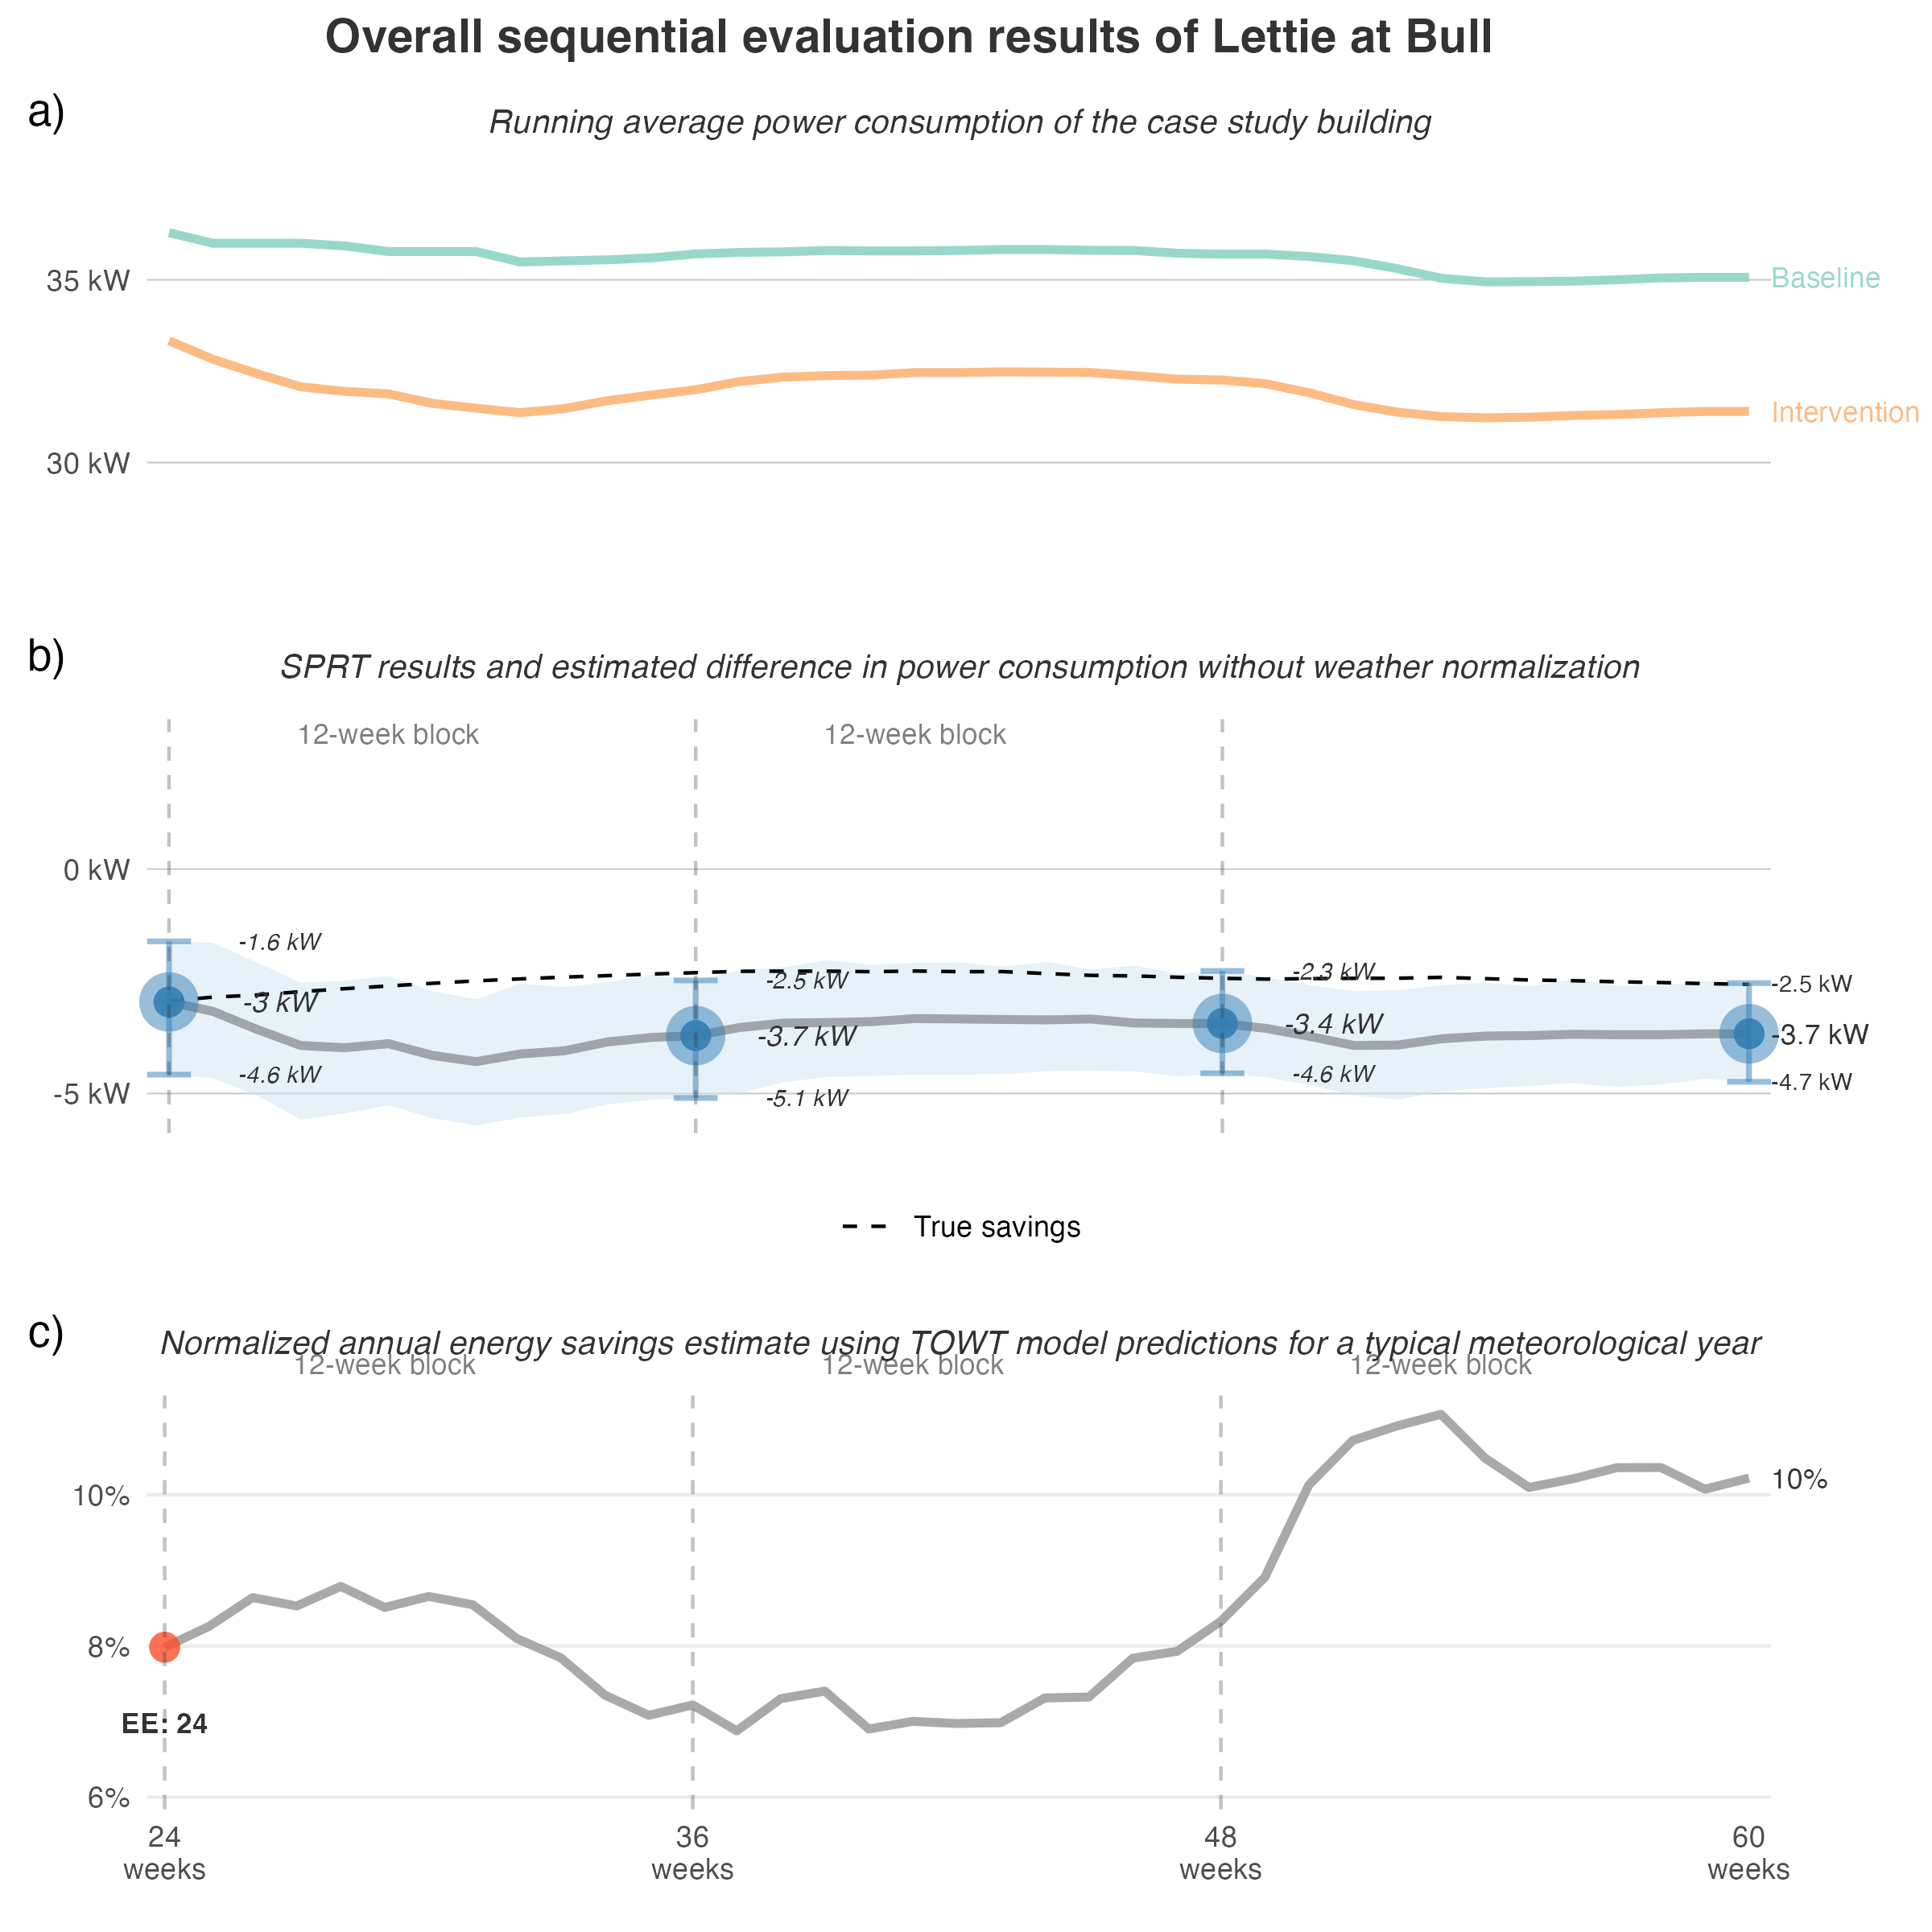 Overall sequential evaluation results of Lettie at Bull
a)
Running average power consumption of the case study building
35 kW
Baseline
Intervention
30 kW
b)
SPRT results and estimated difference in power consumption without weather normalization
12-week block
12-week block
0 kW
-1.6 kW
-2.5 kW
-2.3 kW
-2.5 kW
-3 kW
-3.7 kW
-3.4 kW
-3.7 kW
-4.6 kW
-5.1 kW
-4.6 kW
-4.7 kW
-5 kW
True savings
c)
Normalized annual energy savings estimate using TOWT model predictions for a typical meteorological year
12-week block
12-week block
12-week block
10%
10%
8%
EE: 24
6%
24
weeks
36
weeks
48
weeks
60
weeks